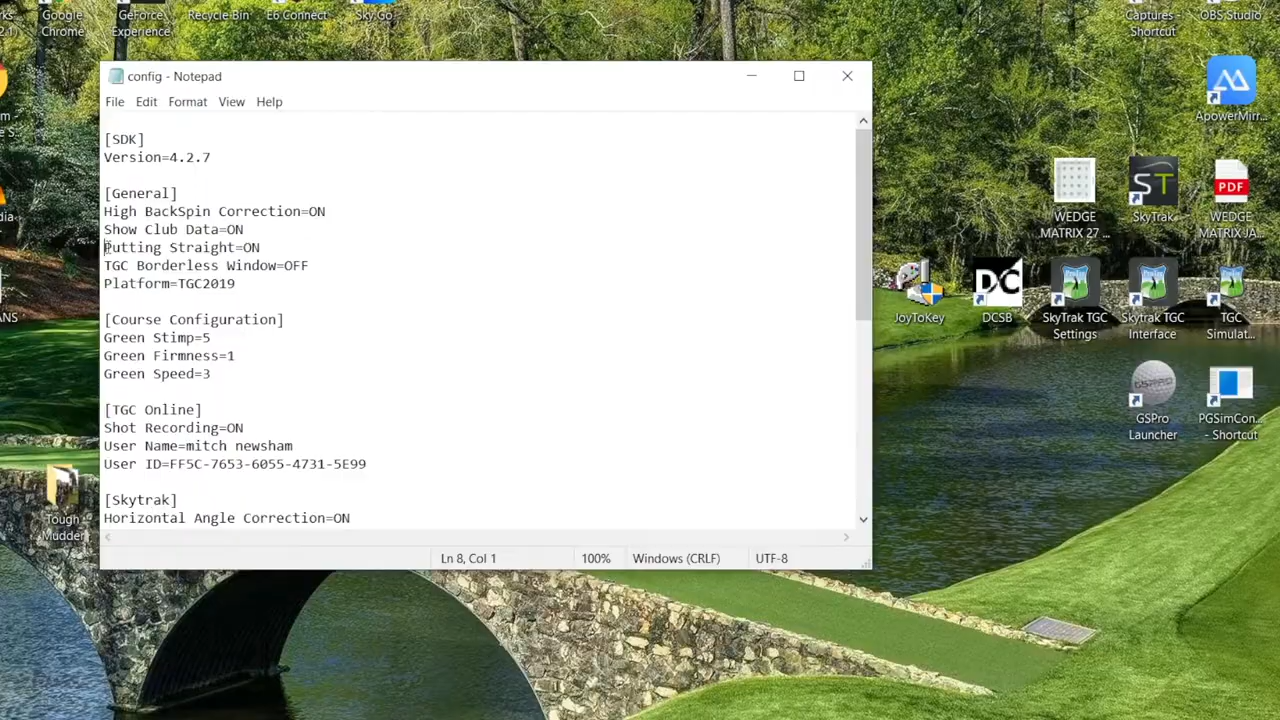 Google
Chrome
GeForce
Experience
Recycle Bin
E6 Connect
Sky Go
Captures -
Shortcut
OBS Studio
config - Notepad
File Edit Format View Help
[SDK]
Version=4.2.7
[General]
High BackSpin Correction=ON
Show Club Data=ON
Putting Straight=ON
TGC Borderless Window=OFF
Platform=TGC2019
[Course Configuration]
Green Stimp=5
Green Firmness=1
Green Speed=3
[TGC Online]
Shot Recording=ON
User Name=mitch newsham
User ID=FF5C-7653-6055-4731-5E99
[Skytrak]
Horizontal Angle Correction=ON
Ln 8, Col 1
100%
Windows (CRLF)
UTF-8
ApowerMirr...
WEDGE
MATRIX 27 ...
ST
SkyTrak
PDF
WEDGE
MATRIX JA...
JoyToKey
DC
DCSB
SkyTrak TGC
Settings
Skytrak TGC
Interface
TGC
Simulat...
GSPRO
GSPro
Launcher
PGSimCon...
- Shortcut
Tough
Mudder